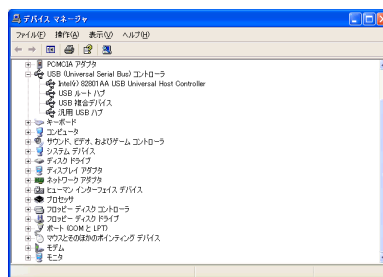 デバイス マネージャ
ファイル(F) 操作(A) 表示(V) ヘルプ(H)
PCMCIA アダプタ
USB (Universal Serial Bus) コントローラ
Intel(r) 82801AA USB Universal Host Controller
USB ルート ハブ
USB 複合デバイス
汎用 USB ハブ
キーボード
コンピュータ
サウンド、ビデオ、およびゲーム コントローラ
システム デバイス
ディスク ドライブ
ディスプレイ アダプタ
ネットワーク アダプタ
ヒューマン インターフェイス デバイス
プロセッサ
フロッピー ディスク コントローラ
フロッピー ディスク ドライブ
ポート (COM と LPT)
マウスとそのほかのポインティング デバイス
モデム
モニタ